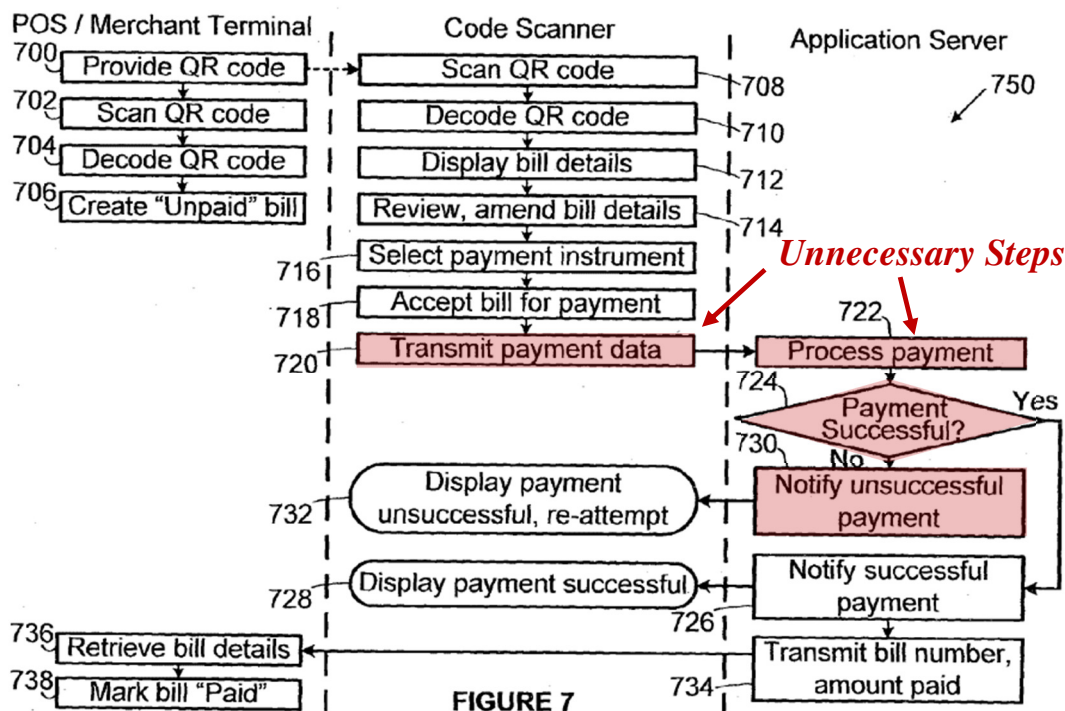 POS / Merchant Terminal
Code Scanner
Application Server
700
Provide QR code
Scan QR code
708
750
702
Scan QR code
Decode QR code
710
704
Decode QR code
Display bill details
712
706
Create “Unpaid” bill
Review, amend bill details
714
Unnecessary Steps
716
Select payment instrument
718
Accept bill for payment
722
720
Transmit payment data
Process payment
724
Payment
Successful?
Yes
730
No
Display payment
unsuccessful, re-attempt
732
Notify unsuccessful
payment
Display payment successful
728
Notify successful
payment
726
736
Retrieve bill details
Transmit bill number,
amount paid
734
738
Mark bill “Paid”
FIGURE 7